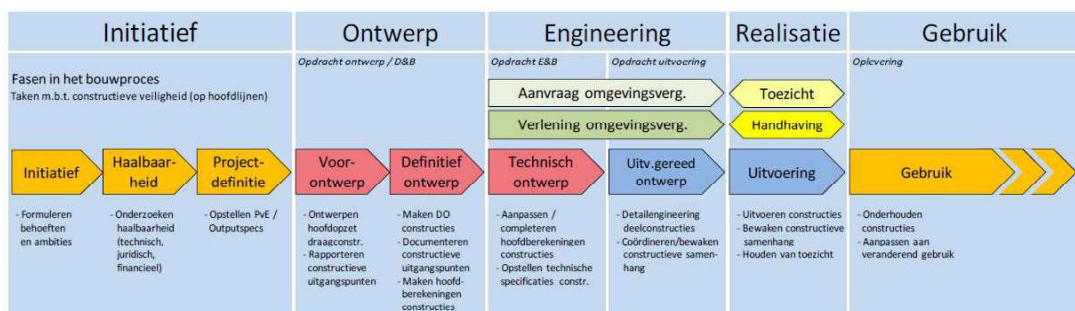 Initiatief
Ontwerp
Engineering
Realisatie
Gebruik
Fasen in het bouwproces
Taken m.b.t. constructieve veiligheid (op hoofdlijnen)
Opdracht ontwerp / D&B
Opdracht E&B
Opdracht uitvoering
Oplevering
Aanvraag omgevingsverg.
Toezicht
Verlening omgevingsverg.
Handhaving
Initiatief
Haalbaar-
heid
Project-
definitie
Voor-
ontwerp
Definitief
ontwerp
Technisch
ontwerp
Uitv.gereed
ontwerp
Uitvoering
Gebruik
- Formuleren
behoeften
en ambities
- Onderzoeken
haalbaarheid
(technisch,
juridisch,
financieel)
- Opstellen PvE /
Outputspecs
- Ontwerpen
hoofdopzet
draagconstr.
- Rapporteren
constructieve
uitgangspunten
- Maken DO
constructies
- Documenteren
constructieve
uitgangspunten
- Maken hoofd-
berekeningen
constructies
- Aanpassen /
completeren
hoofdberekeningen
constructies
- Opstellen technische
specificaties constr.
- Detailengineering
deelconstructies
- Coördineren/bewaken
constructieve samen-
hang
- Uitvoeren constructies
- Bewaken constructieve
samenhang
- Houden van toezicht
- Onderhouden
constructies
- Aanpassen aan
veranderend gebruik